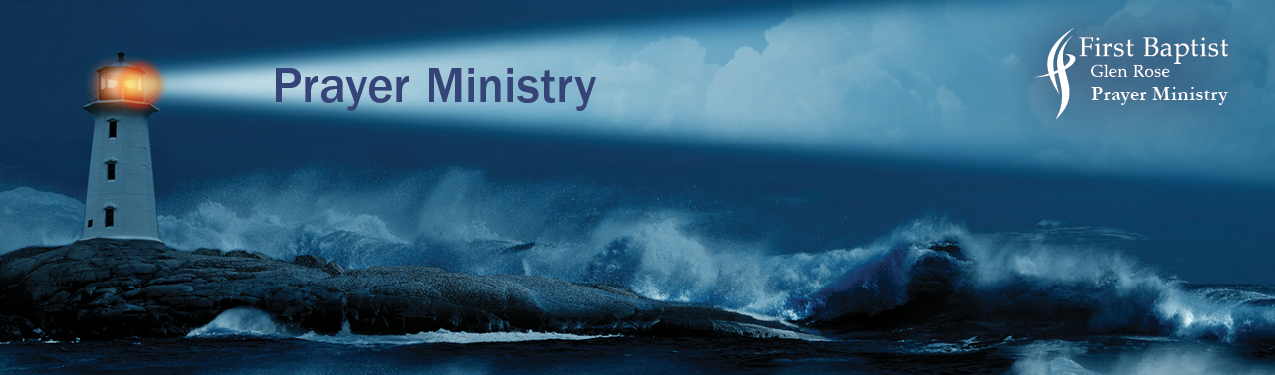 Prayer Ministry
First Baptist
Glen Rose
Prayer Ministry